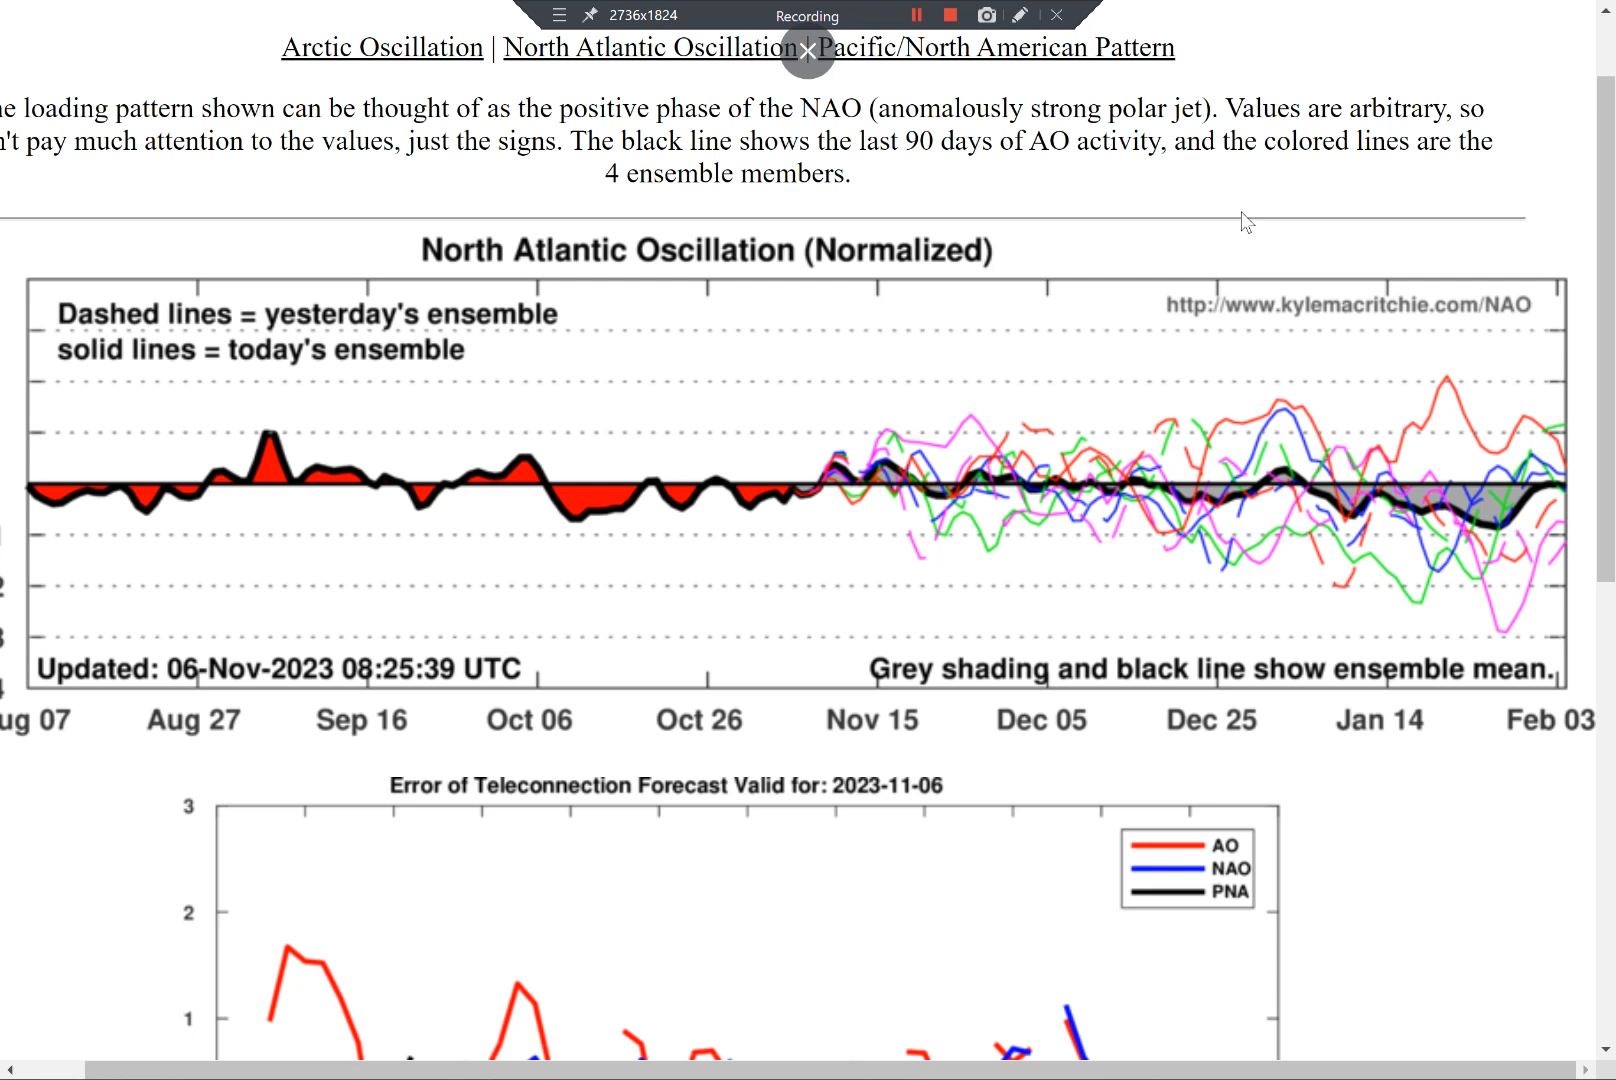 2736x1824
Recording
Arctic Oscillation | North Atlantic Oscillation | Pacific/North American Pattern
e loading pattern shown can be thought of as the positive phase of the NAO (anomalously strong polar jet). Values are arbitrary, so
n't pay much attention to the values, just the signs. The black line shows the last 90 days of AO activity, and the colored lines are the
4 ensemble members.
North Atlantic Oscillation (Normalized)
Dashed lines = yesterday's ensemble
solid lines = today's ensemble
http://www.kylemacritchie.com/NAO
Updated: 06-Nov-2023 08:25:39 UTC
Grey shading and black line show ensemble mean.
ug 07 Aug 27 Sep 16 Oct 06 Oct 26 Nov 15 Dec 05 Dec 25 Jan 14 Feb 03
Error of Teleconnection Forecast Valid for: 2023-11-06
3
AO
NAO
PNA
2
1